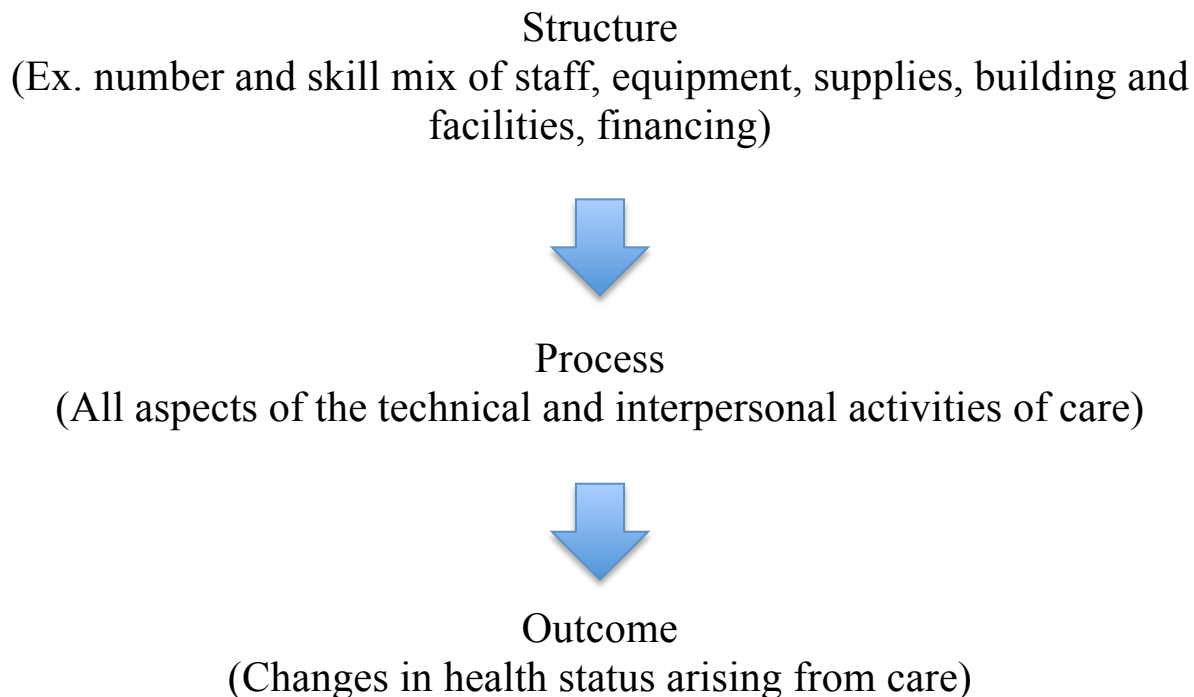 Structure
(Ex. number and skill mix of staff, equipment, supplies, building and
facilities, financing)
Process
(All aspects of the technical and interpersonal activities of care)
Outcome
(Changes in health status arising from care)